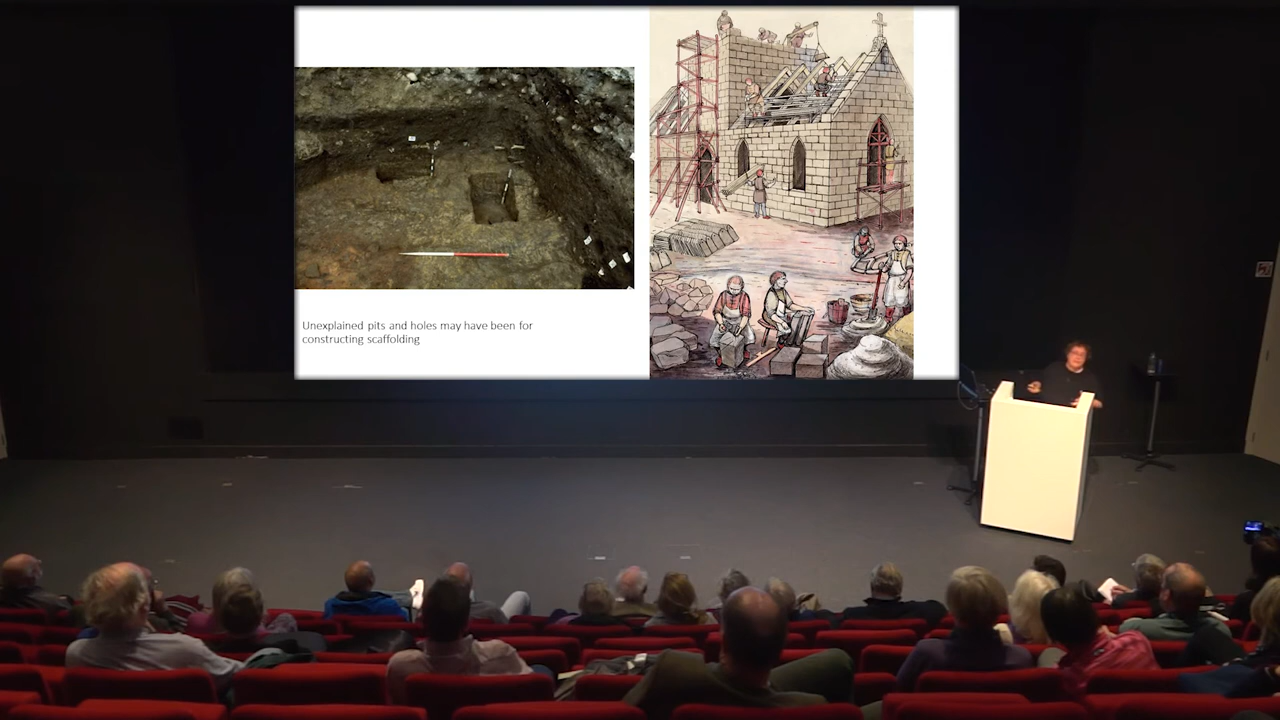 Unexplained pits and holes may have been for
constructing scaffolding